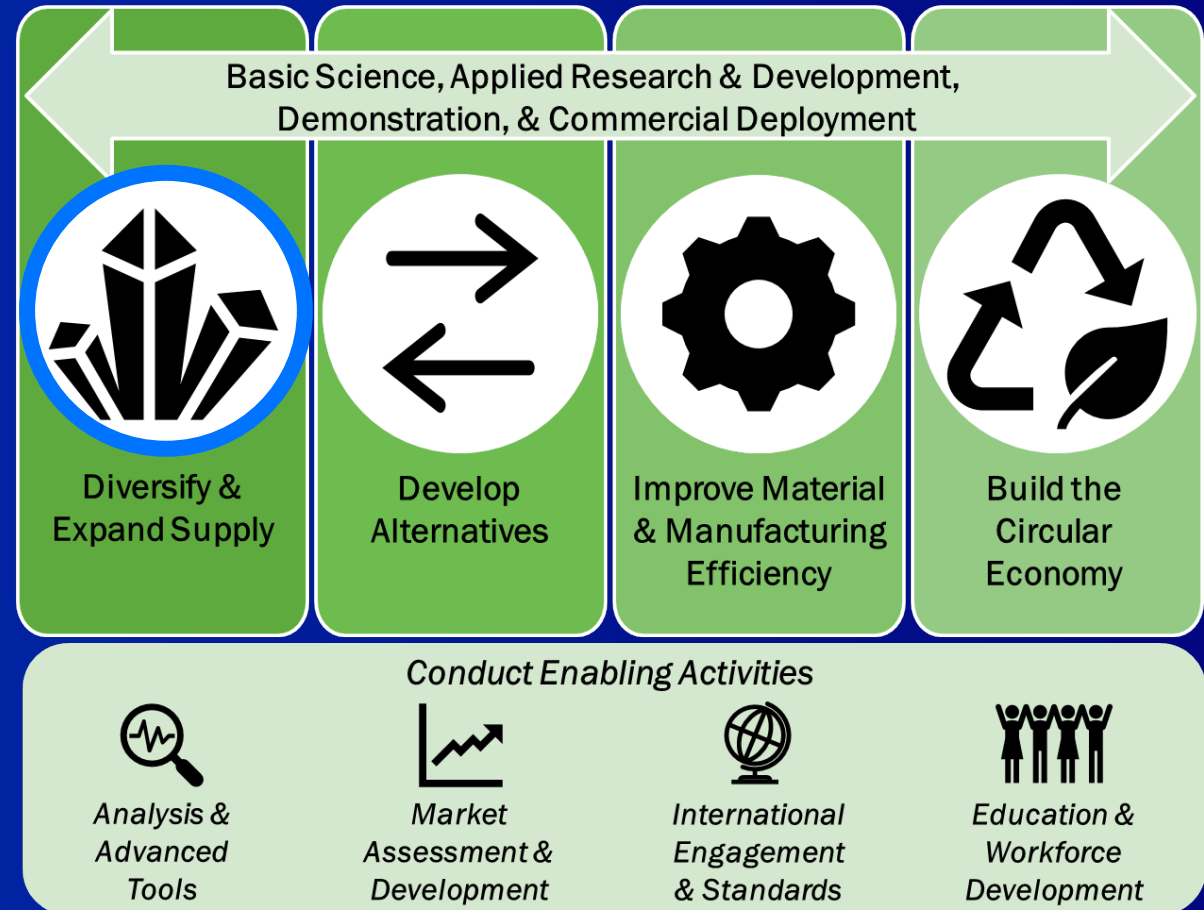 Basic Science, Applied Research & Development,
Demonstration, & Commercial Deployment
Diversify &
Expand Supply
Develop
Alternatives
Improve Material
& Manufacturing
Efficiency
Build the
Circular
Economy
Conduct Enabling Activities
Analysis &
Advanced
Tools
Market
Assessment &
Development
International
Engagement
& Standards
Education &
Workforce
Development